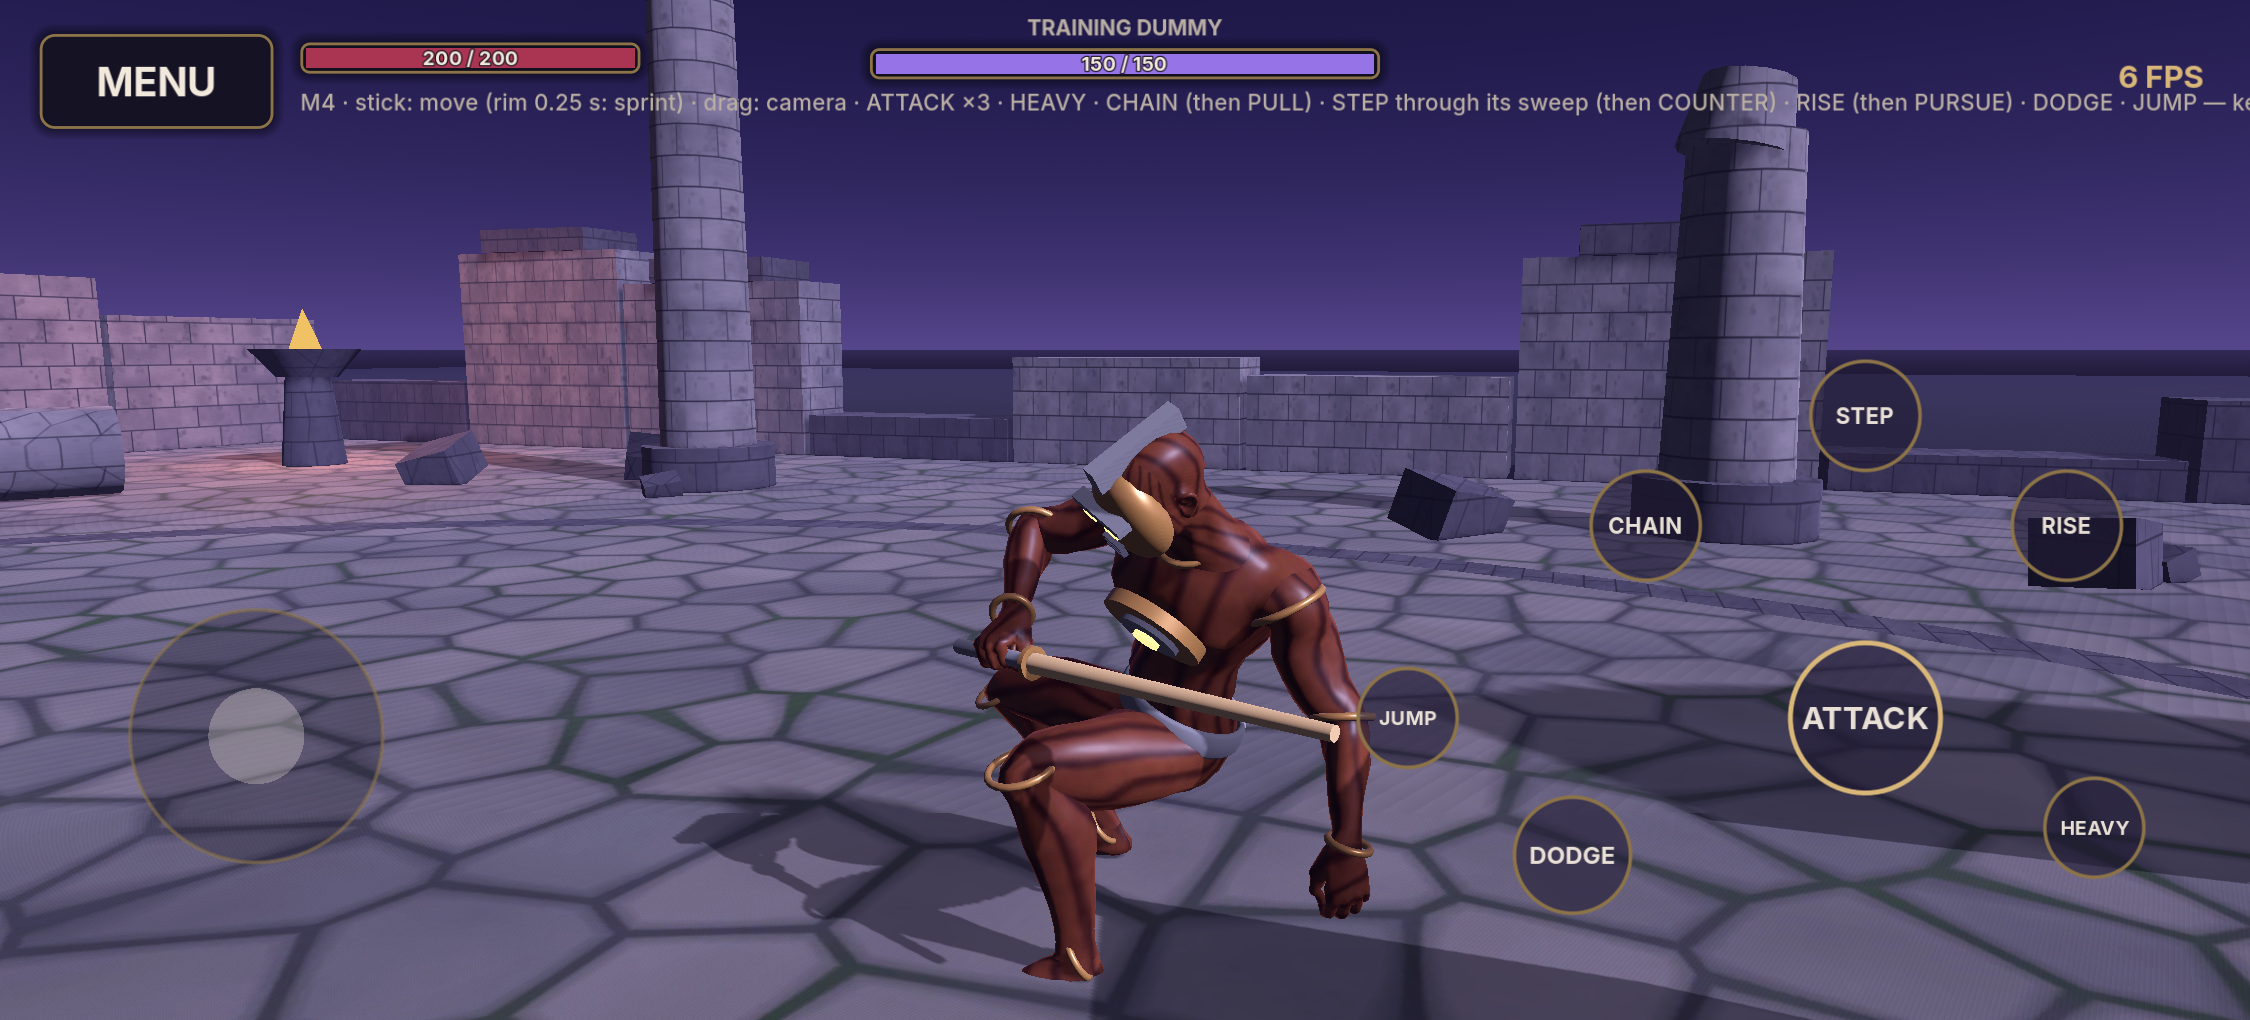 TRAINING DUMMY
MENU
200 / 200
150 / 150
6 FPS
M4 · stick: move (rim 0.25 s: sprint) · drag: camera · ATTACK ×3 · HEAVY · CHAIN (then PULL) · STEP through its sweep (then COUNTER) · RISE (then PURSUE) · DODGE · JUMP —
STEP
CHAIN
RISE
JUMP
ATTACK
HEAVY
DODGE